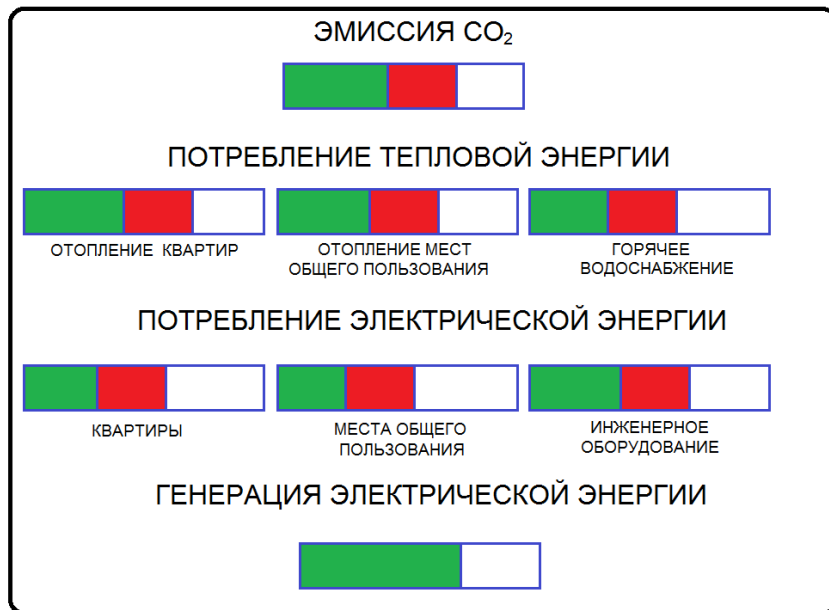 ЭМИССИЯ CO₂
ПОТРЕБЛЕНИЕ ТЕПЛОВОЙ ЭНЕРГИИ
ОТОПЛЕНИЕ КВАРТИР
ОТОПЛЕНИЕ МЕСТ
ОБЩЕГО ПОЛЬЗОВАНИЯ
ГОРЯЧЕЕ
ВОДОСНАБЖЕНИЕ
ПОТРЕБЛЕНИЕ ЭЛЕКТРИЧЕСКОЙ ЭНЕРГИИ
КВАРТИРЫ
МЕСТА ОБЩЕГО
ПОЛЬЗОВАНИЯ
ИНЖЕНЕРНОЕ
ОБОРУДОВАНИЕ
ГЕНЕРАЦИЯ ЭЛЕКТРИЧЕСКОЙ ЭНЕРГИИ